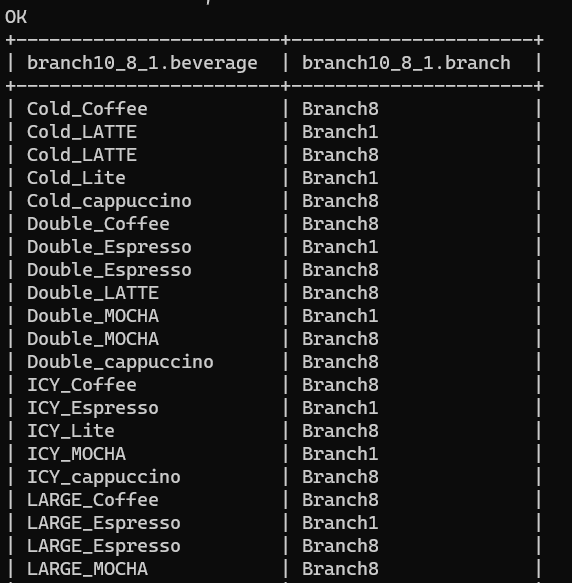 OK
+------------------------+----------------------+
| branch10_8_1.beverage  | branch10_8_1.branch  |
+------------------------+----------------------+
| Cold_Coffee            | Branch8              |
| Cold_LATTE             | Branch1              |
| Cold_LATTE             | Branch8              |
| Cold_Lite              | Branch1              |
| Cold_cappuccino        | Branch8              |
| Double_Coffee          | Branch8              |
| Double_Espresso        | Branch1              |
| Double_Espresso        | Branch8              |
| Double_LATTE           | Branch8              |
| Double_MOCHA           | Branch1              |
| Double_MOCHA           | Branch8              |
| Double_cappuccino      | Branch8              |
| ICY_Coffee             | Branch8              |
| ICY_Espresso           | Branch1              |
| ICY_Lite               | Branch8              |
| ICY_MOCHA              | Branch1              |
| ICY_cappuccino         | Branch8              |
| LARGE_Coffee           | Branch8              |
| LARGE_Espresso         | Branch1              |
| LARGE_Espresso         | Branch8              |
| LARGE_MOCHA            | Branch8              |